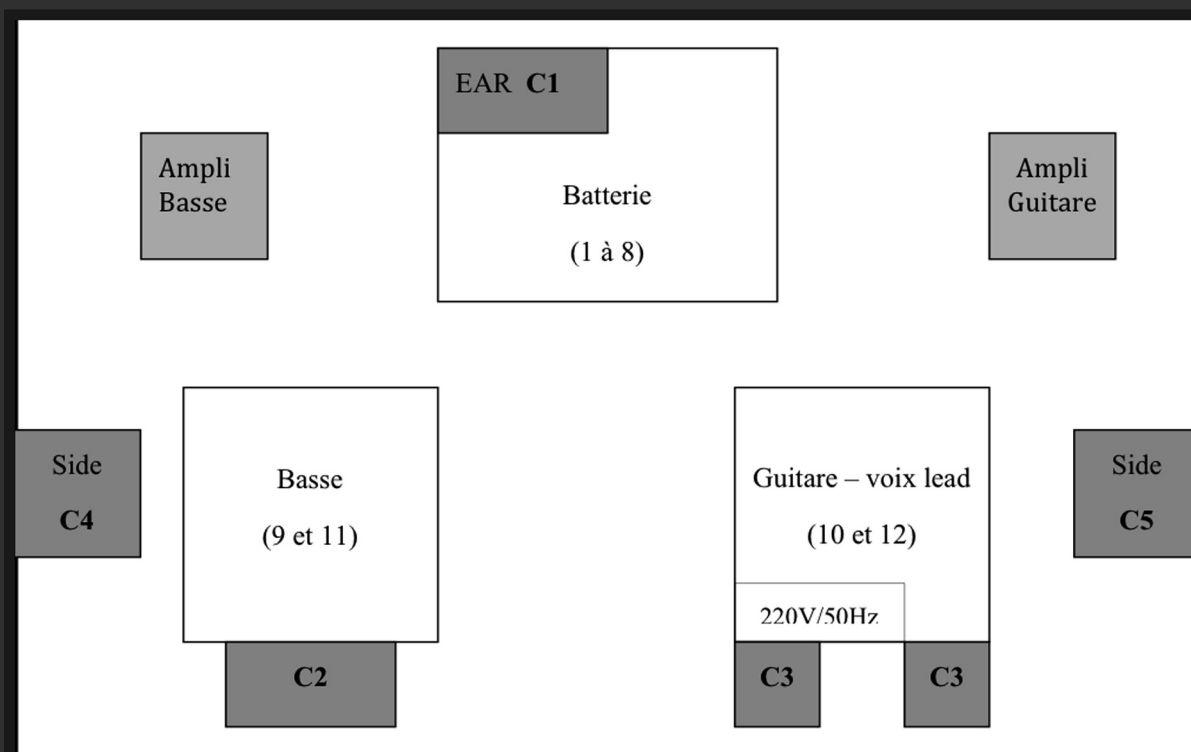 EAR C1
Ampli
Basse
Batterie
(1 à 8)
Ampli
Guitare
Side
C4
Basse
(9 et 11)
Guitare – voix lead
(10 et 12)
220V/50Hz
Side
C5
C2
C3
C3